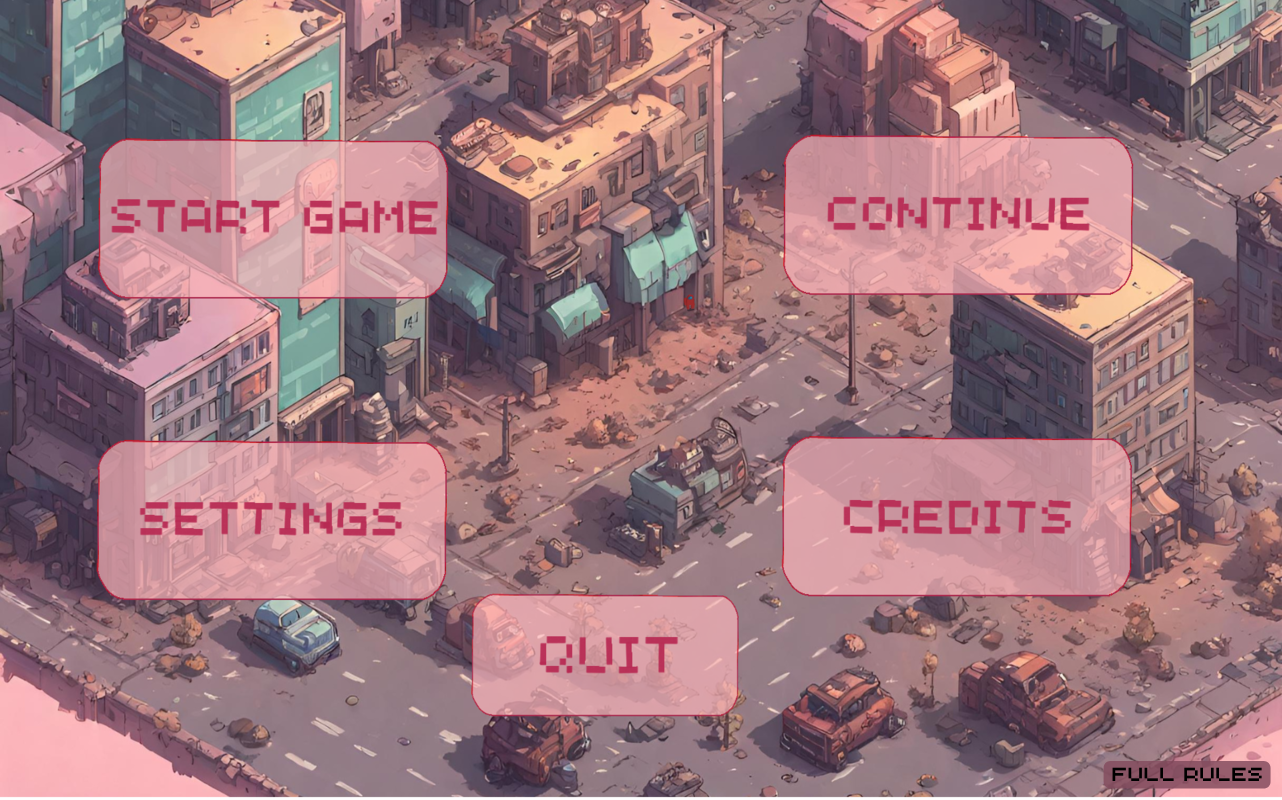 START GAME
CONTINUE
SETTINGS
CREDITS
QUIT
FULL RULES